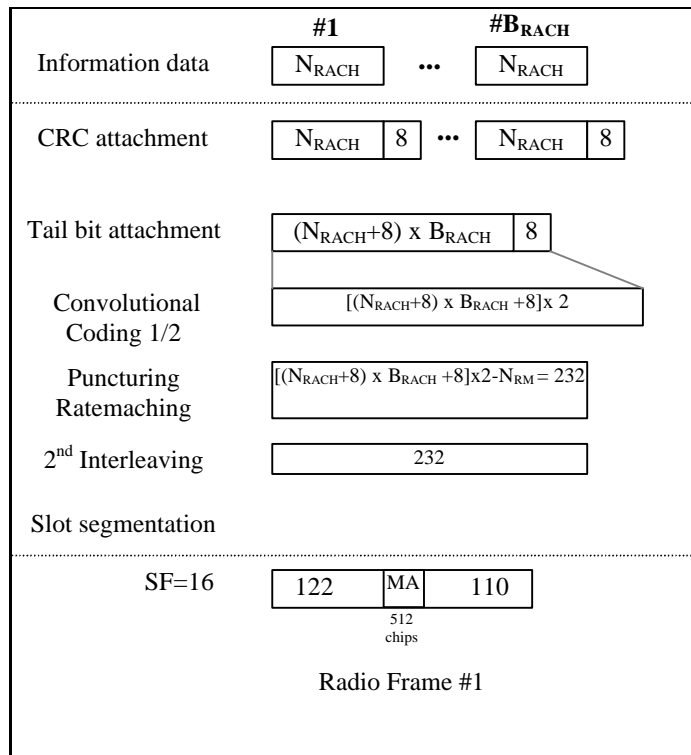 #1 #B_RACH
Information data N_RACH ... N_RACH
CRC attachment N_RACH 8 ... N_RACH 8
Tail bit attachment (N_RACH+8) x B_RACH 8
Convolutional
Coding 1/2
[(N_RACH+8) x B_RACH +8]x 2
Puncturing
Ratemaching
[(N_RACH+8) x B_RACH +8]x2-N_RM = 232
2nd Interleaving 232
Slot segmentation
SF=16 122 MA 110
512
chips
Radio Frame #1